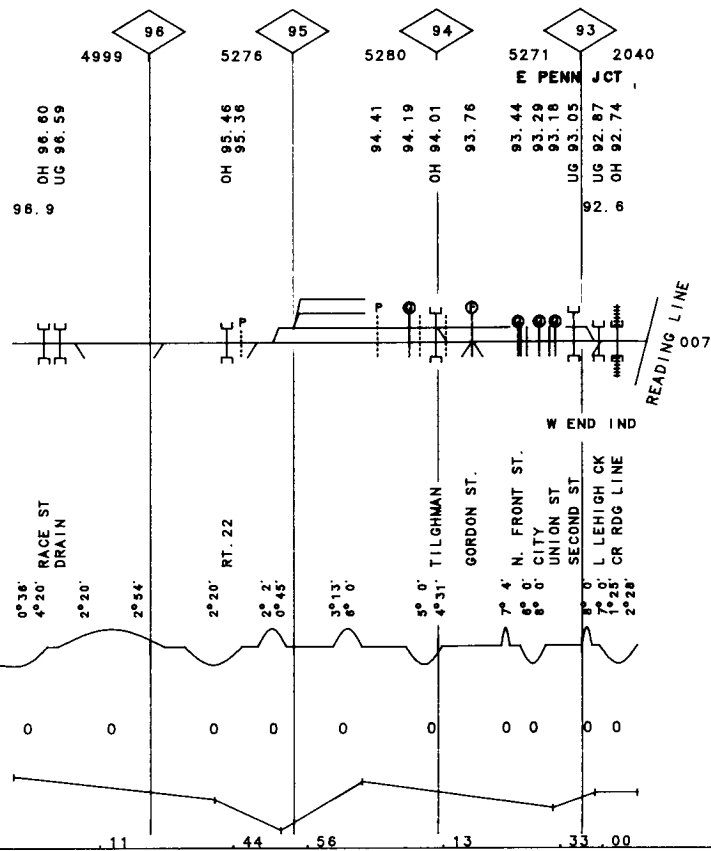 96 95 94 93
4999 5276 5280 5271 2040
E PENN JCT
OH 96.60
UG 96.59
OH 95.46
95.36
94.41
94.19
OH 94.01
93.76
93.44
93.29
93.18
UG 93.05
UG 92.87
OH 92.74
96.9 92.6
P P P
READING LINE
007
W END IND
RACE ST
DRAIN
RT.22
TILGHMAN
GORDON ST.
N. FRONT ST.
CITY
UNION ST
SECOND ST
L LEHIGH CK
CR RDG LINE
0°36'
4°20'
2°20'
2°54'
2°20'
2° 2'
0°45'
3°13'
6° 0'
5° 0'
4°31'
7° 4'
8° 0'
8° 0'
7° 0'
1°25'
2°28'
0 0 0 0 0 0 0 0 0 0
.11 .44 .56 .13 .33 .00